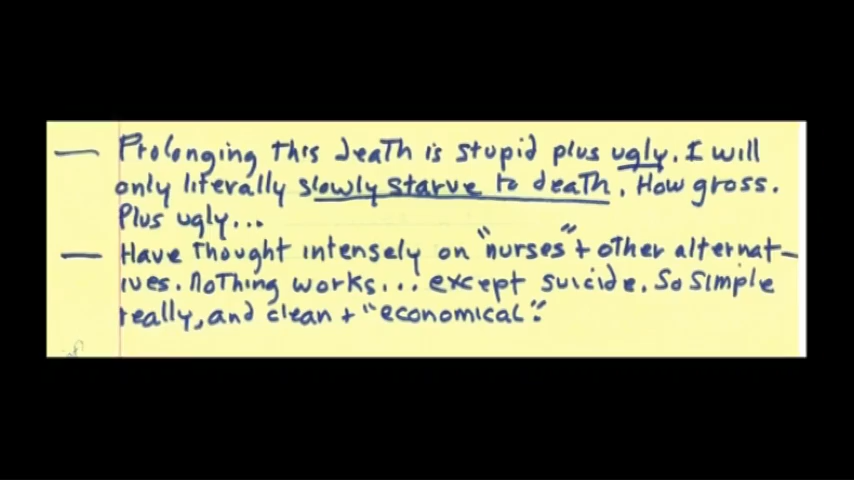 — Prolonging this death is stupid plus ugly. I will
only literally slowly starve to death. How gross.
Plus ugly...
— Have thought intensely on "nurses" + other alternat-
ives. Nothing works... except suicide. So simple
really, and clean + "economical".